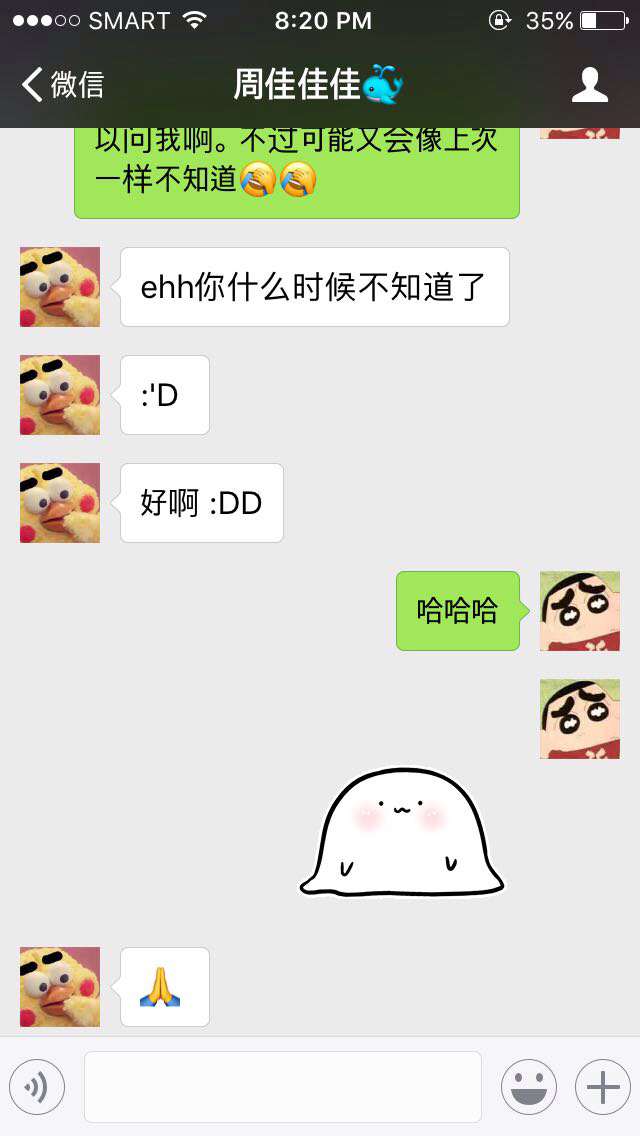 SMART 8:20 PM 35%
微信 周佳佳佳🐳
以问我啊。不过可能又会像上次
一样不知道🤣🤣
ehh你什么时候不知道了
:'D
好啊 :DD
哈哈哈
🙏